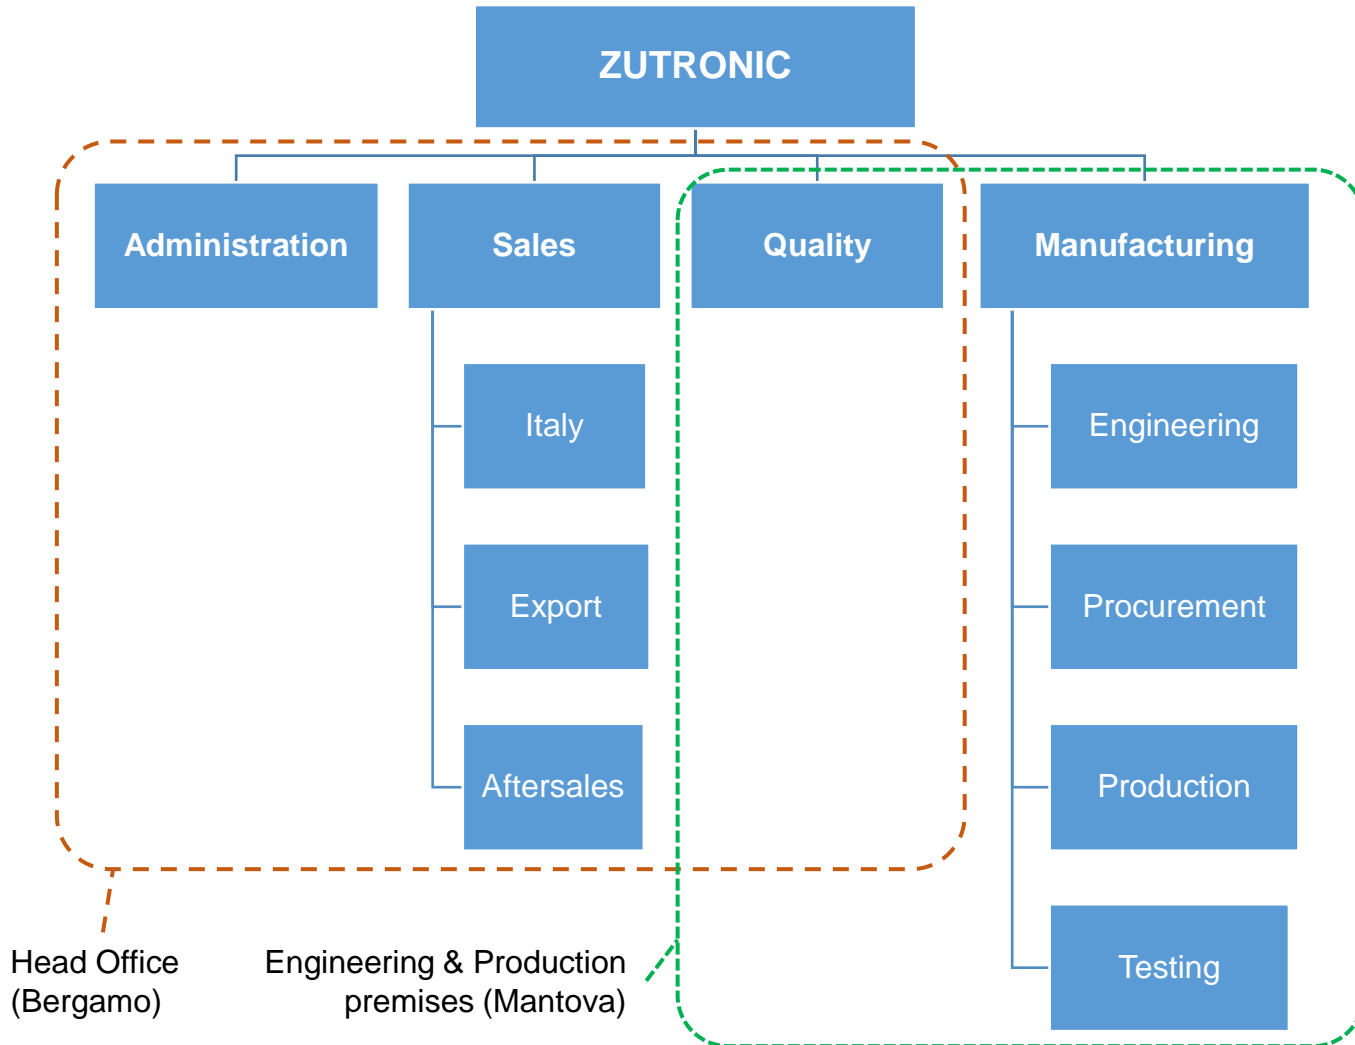 ZUTRONIC
Administration
Sales
Quality
Manufacturing
Italy
Engineering
Export
Procurement
Aftersales
Production
Testing
Head Office
(Bergamo)
Engineering & Production
premises (Mantova)